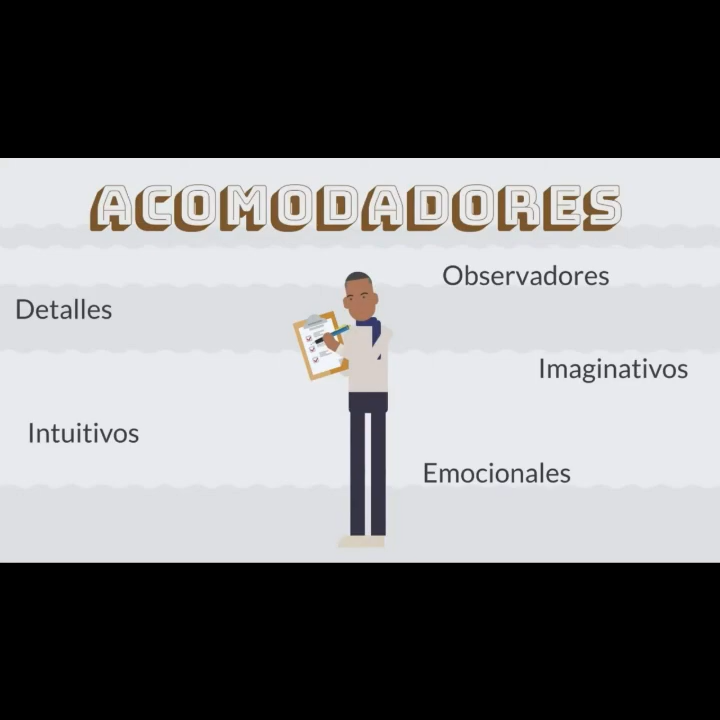 ACOMODADORES
Observadores
Detalles
Imaginativos
Intuitivos
Emocionales